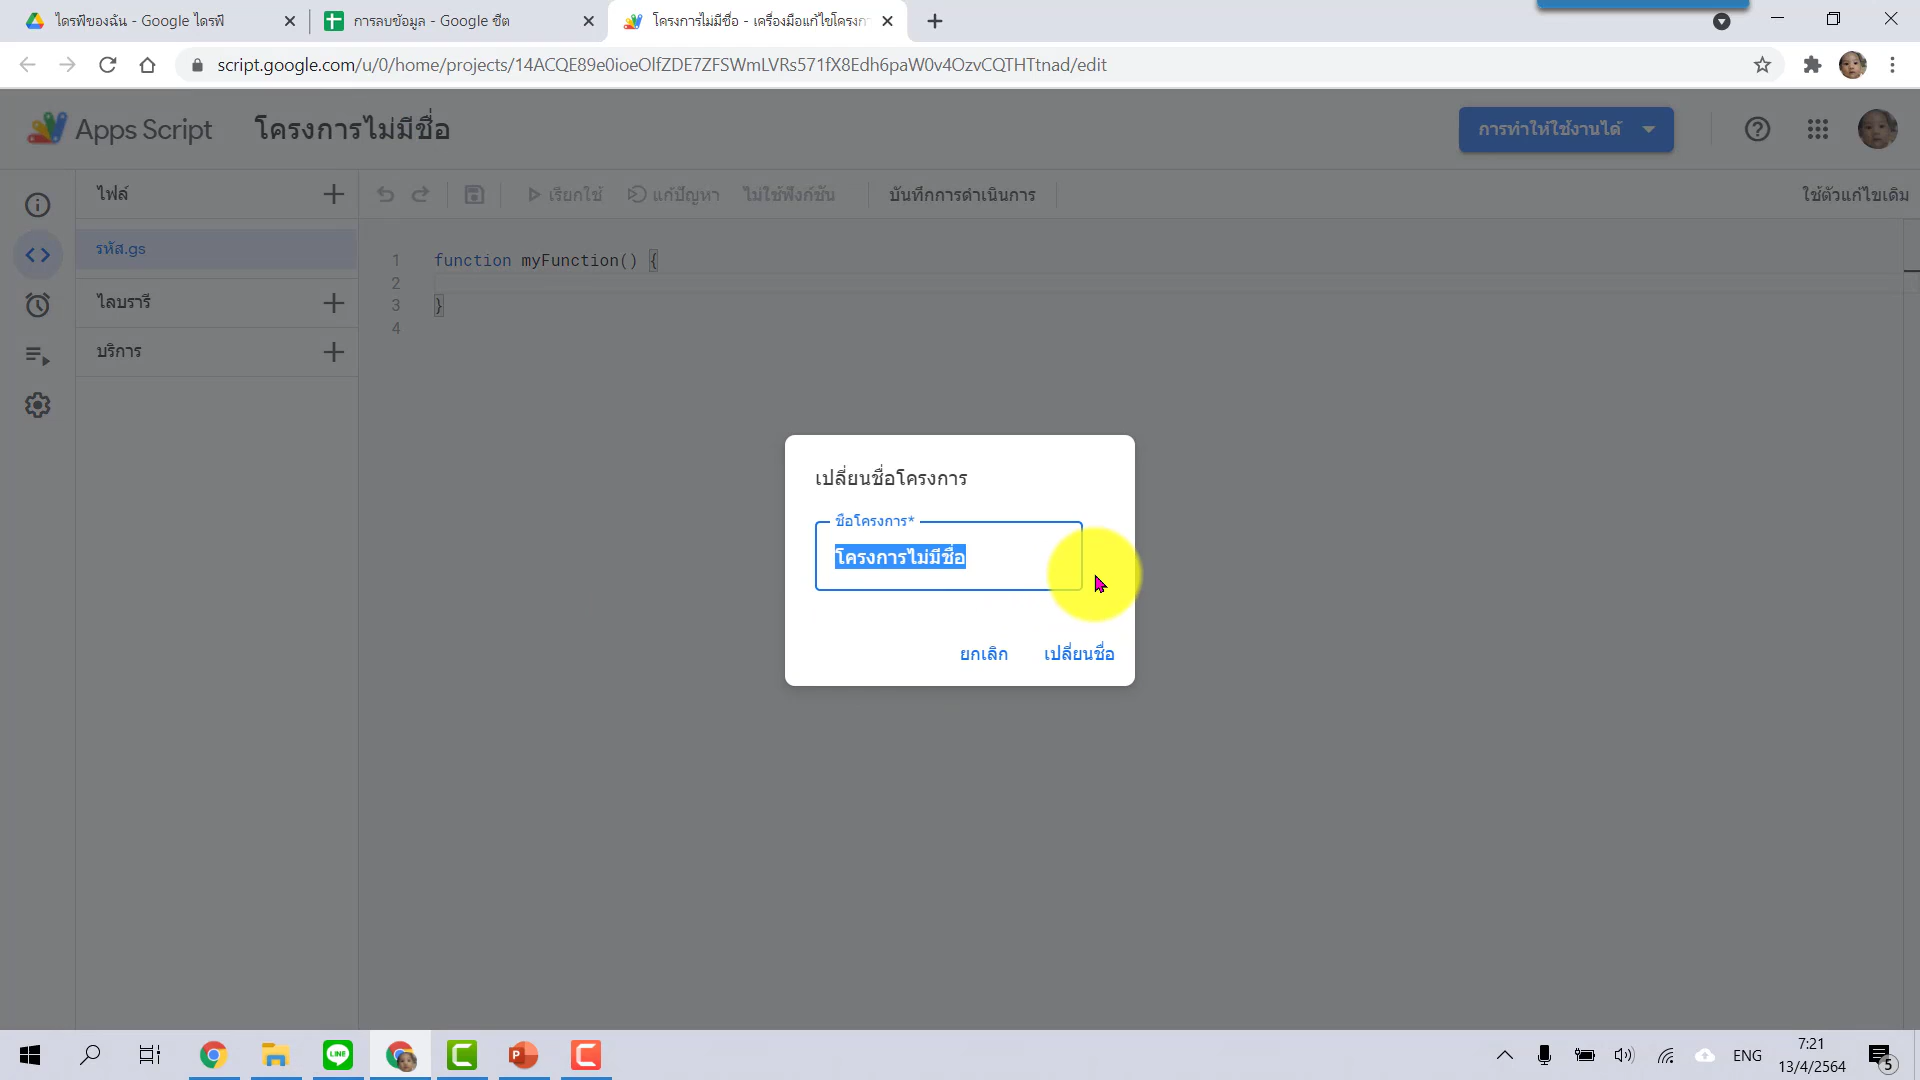 ไดรฟ์ของฉัน - Google ไดรฟ์
การลบข้อมูล - Google ชีต
โครงการไม่มีชื่อ - เครื่องมือแก้ไขโครงกา
script.google.com/u/0/home/projects/14ACQE89e0ioeOlfZDE7ZFSWmLVRs571fX8Edh6paW0v4OzvCQTHTtnad/edit
Apps Script
โครงการไม่มีชื่อ
การทำให้ใช้งานได้
ไฟล์
เรียกใช้
แก้ปัญหา
ไม่ใช้ฟังก์ชัน
บันทึกการดำเนินการ
ใช้ตัวแก้ไขเดิม
รหัส.gs
ไลบรารี
บริการ
1 function myFunction() {
2
3 }
4
เปลี่ยนชื่อโครงการ
ชื่อโครงการ*
โครงการไม่มีชื่อ
ยกเลิก
เปลี่ยนชื่อ
LINE
ENG
7:21
13/4/2564
5